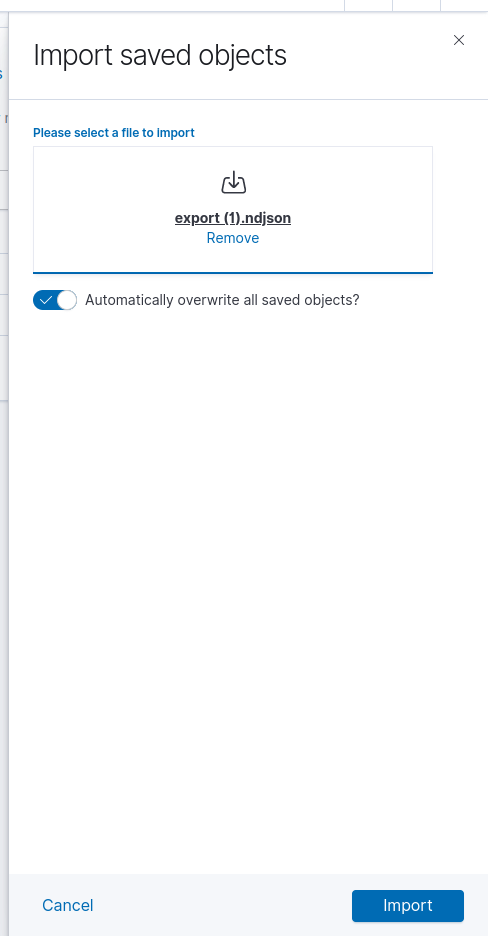 Import saved objects
Please select a file to import
export (1).ndjson
Remove
Automatically overwrite all saved objects?
Cancel
Import